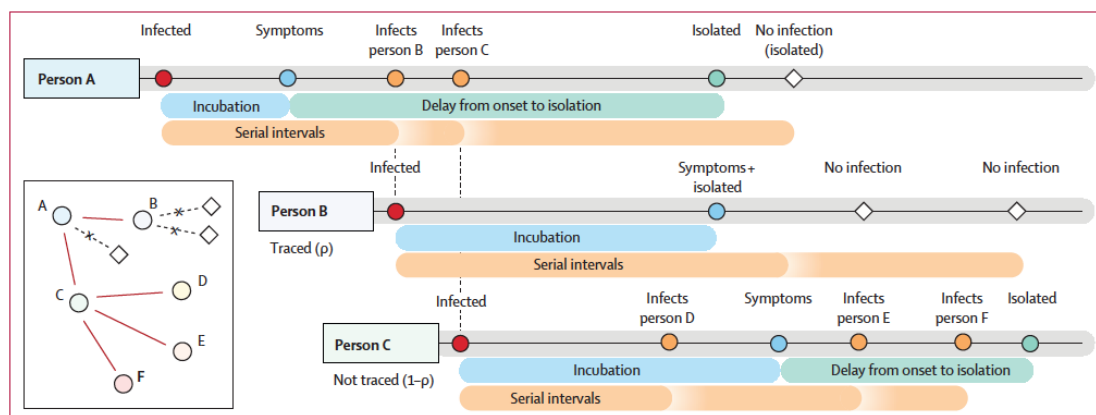 Infected
Symptoms
Infects
person B
Infects
person C
Isolated
No infection
(isolated)
Person A
Incubation
Delay from onset to isolation
Serial intervals
Infected
Symptoms+
isolated
No infection
No infection
Person B
Traced (ρ)
Incubation
Serial intervals
Infected
Infects
person D
Symptoms
Infects
person E
Infects
person F
Isolated
Person C
Not traced (1–ρ)
Incubation
Delay from onset to isolation
Serial intervals
A
B
C
D
E
F